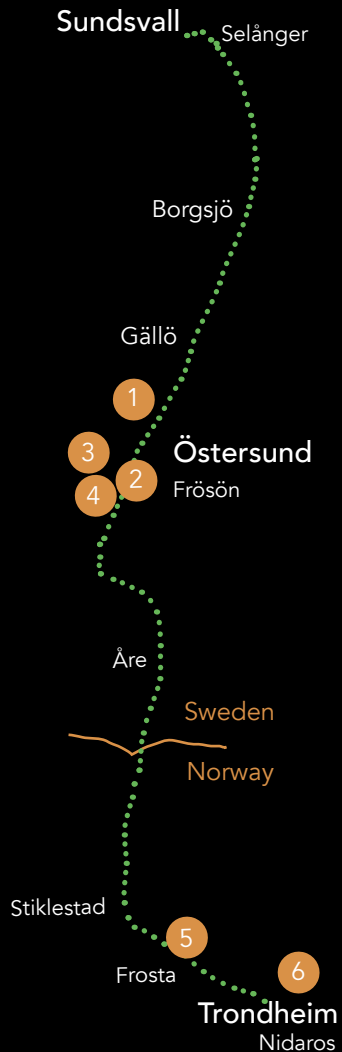 Sundsvall
Selånger
Borgsjö
Gällö
1
3
Östersund
2
4
Frösön
Åre
Sweden
Norway
Stiklestad
5
Frosta
6
Trondheim
Nidaros